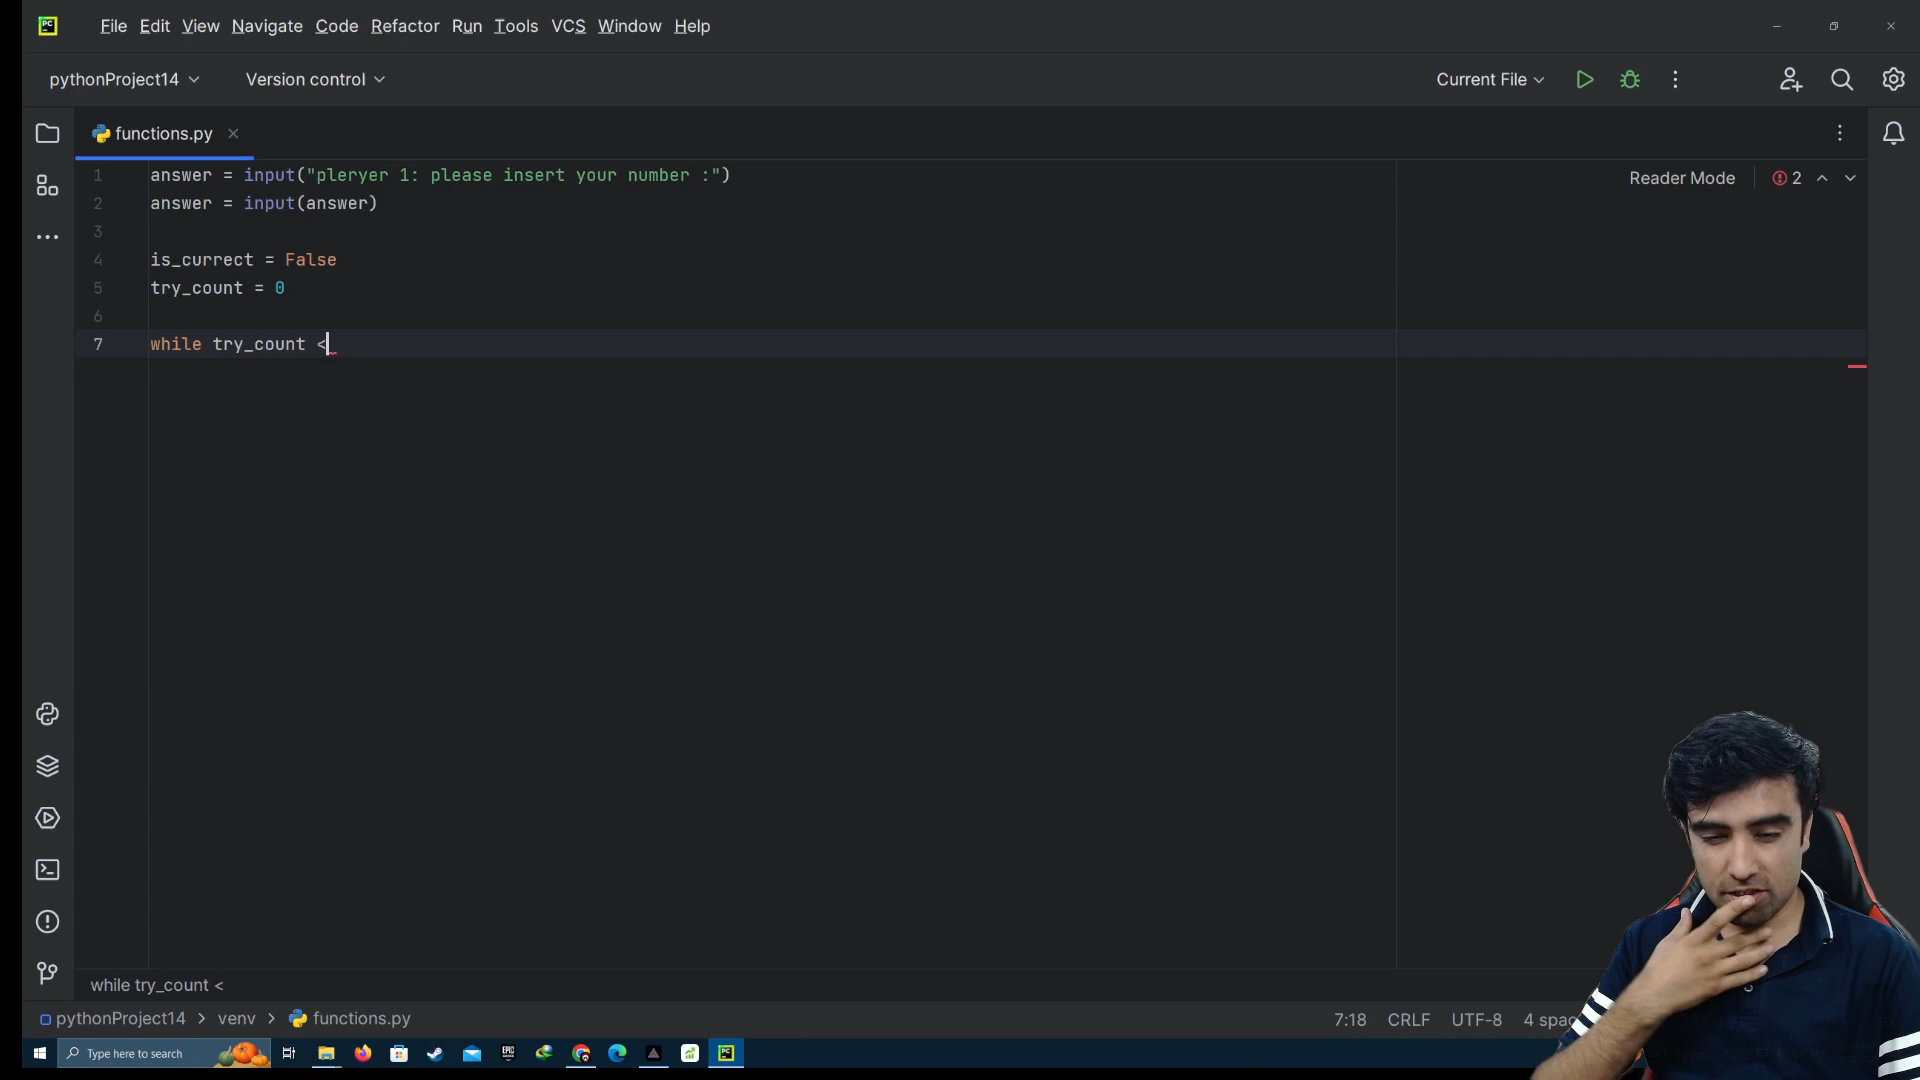 PC
File Edit View Navigate Code Refactor Run Tools VCS Window Help
pythonProject14
Version control
Current File
functions.py
Reader Mode
2
1 answer = input("pleryer 1: please insert your number :")
2 answer = input(answer)
3
4 is_currect = False
5 try_count = 0
6
7 while try_count <
while try_count <
pythonProject14 > venv > functions.py
7:18 CRLF UTF-8 4
Type here to search
EPIC
PC